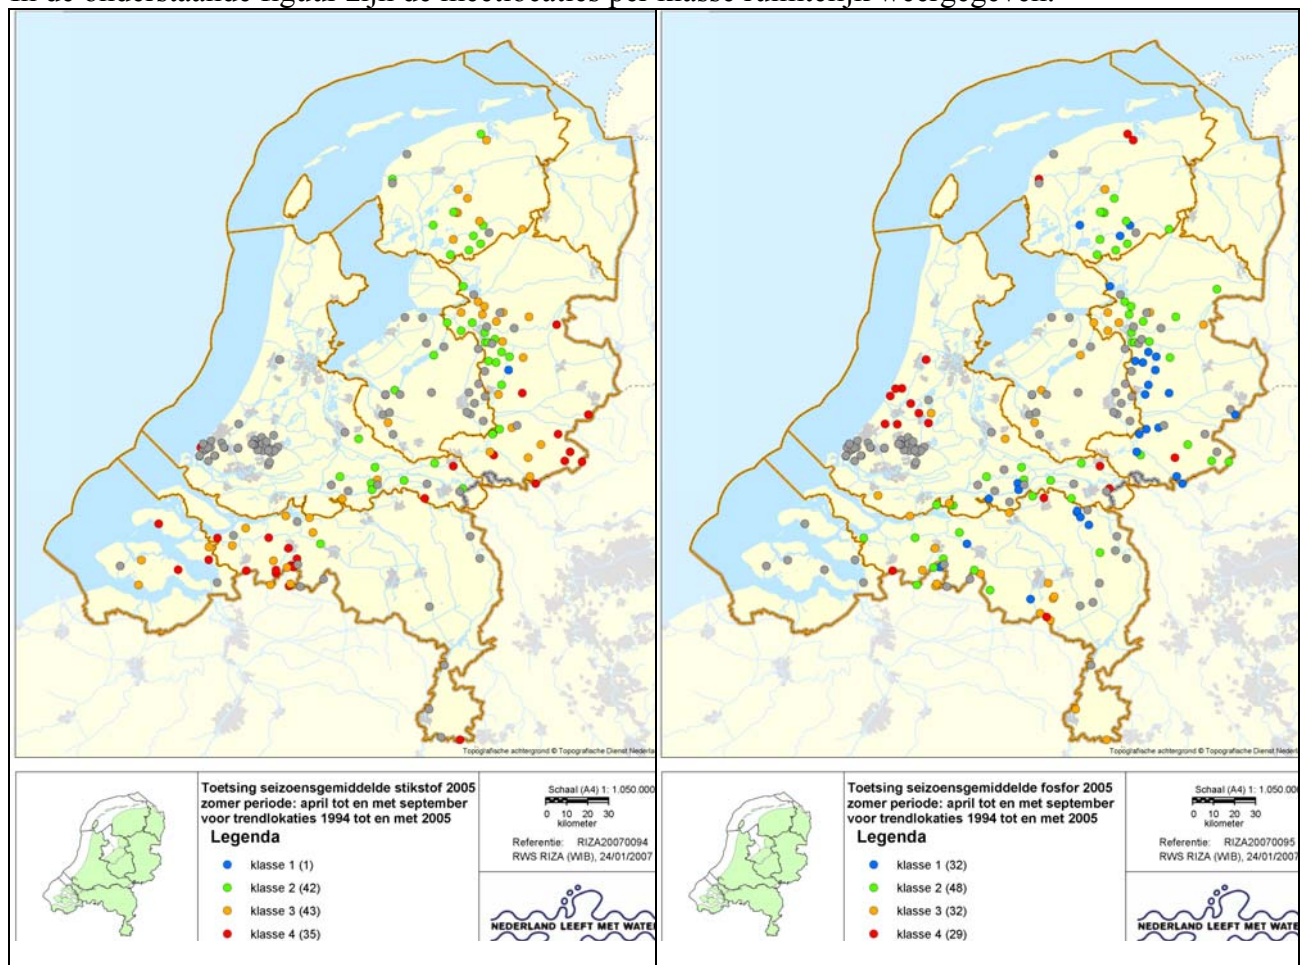 In de onderstaande figuur zijn de meetlocaties per klasse ruimtelijk weergegeven.
Topografische achtergrond © Topografische Dienst Nederla
Toetsing seizoensgemiddelde stikstof 2005
zomer periode: april tot en met september
voor trendlokaties 1994 tot en met 2005
Legenda
klasse 1 (1)
klasse 2 (42)
klasse 3 (43)
klasse 4 (35)
Schaal (A4) 1: 1.050.000
0 10 20 30
kilometer
Referentie: RIZA20070094
RWS RIZA (WIB), 24/01/2007
NEDERLAND LEEFT MET WATE
Topografische achtergrond © Topografische Dienst Nederla
Toetsing seizoensgemiddelde fosfor 2005
zomer periode: april tot en met september
voor trendlokaties 1994 tot en met 2005
Legenda
klasse 1 (32)
klasse 2 (48)
klasse 3 (32)
klasse 4 (29)
Schaal (A4) 1: 1.050.000
0 10 20 30
kilometer
Referentie: RIZA20070095
RWS RIZA (WIB), 24/01/2007
NEDERLAND LEEFT MET WATE